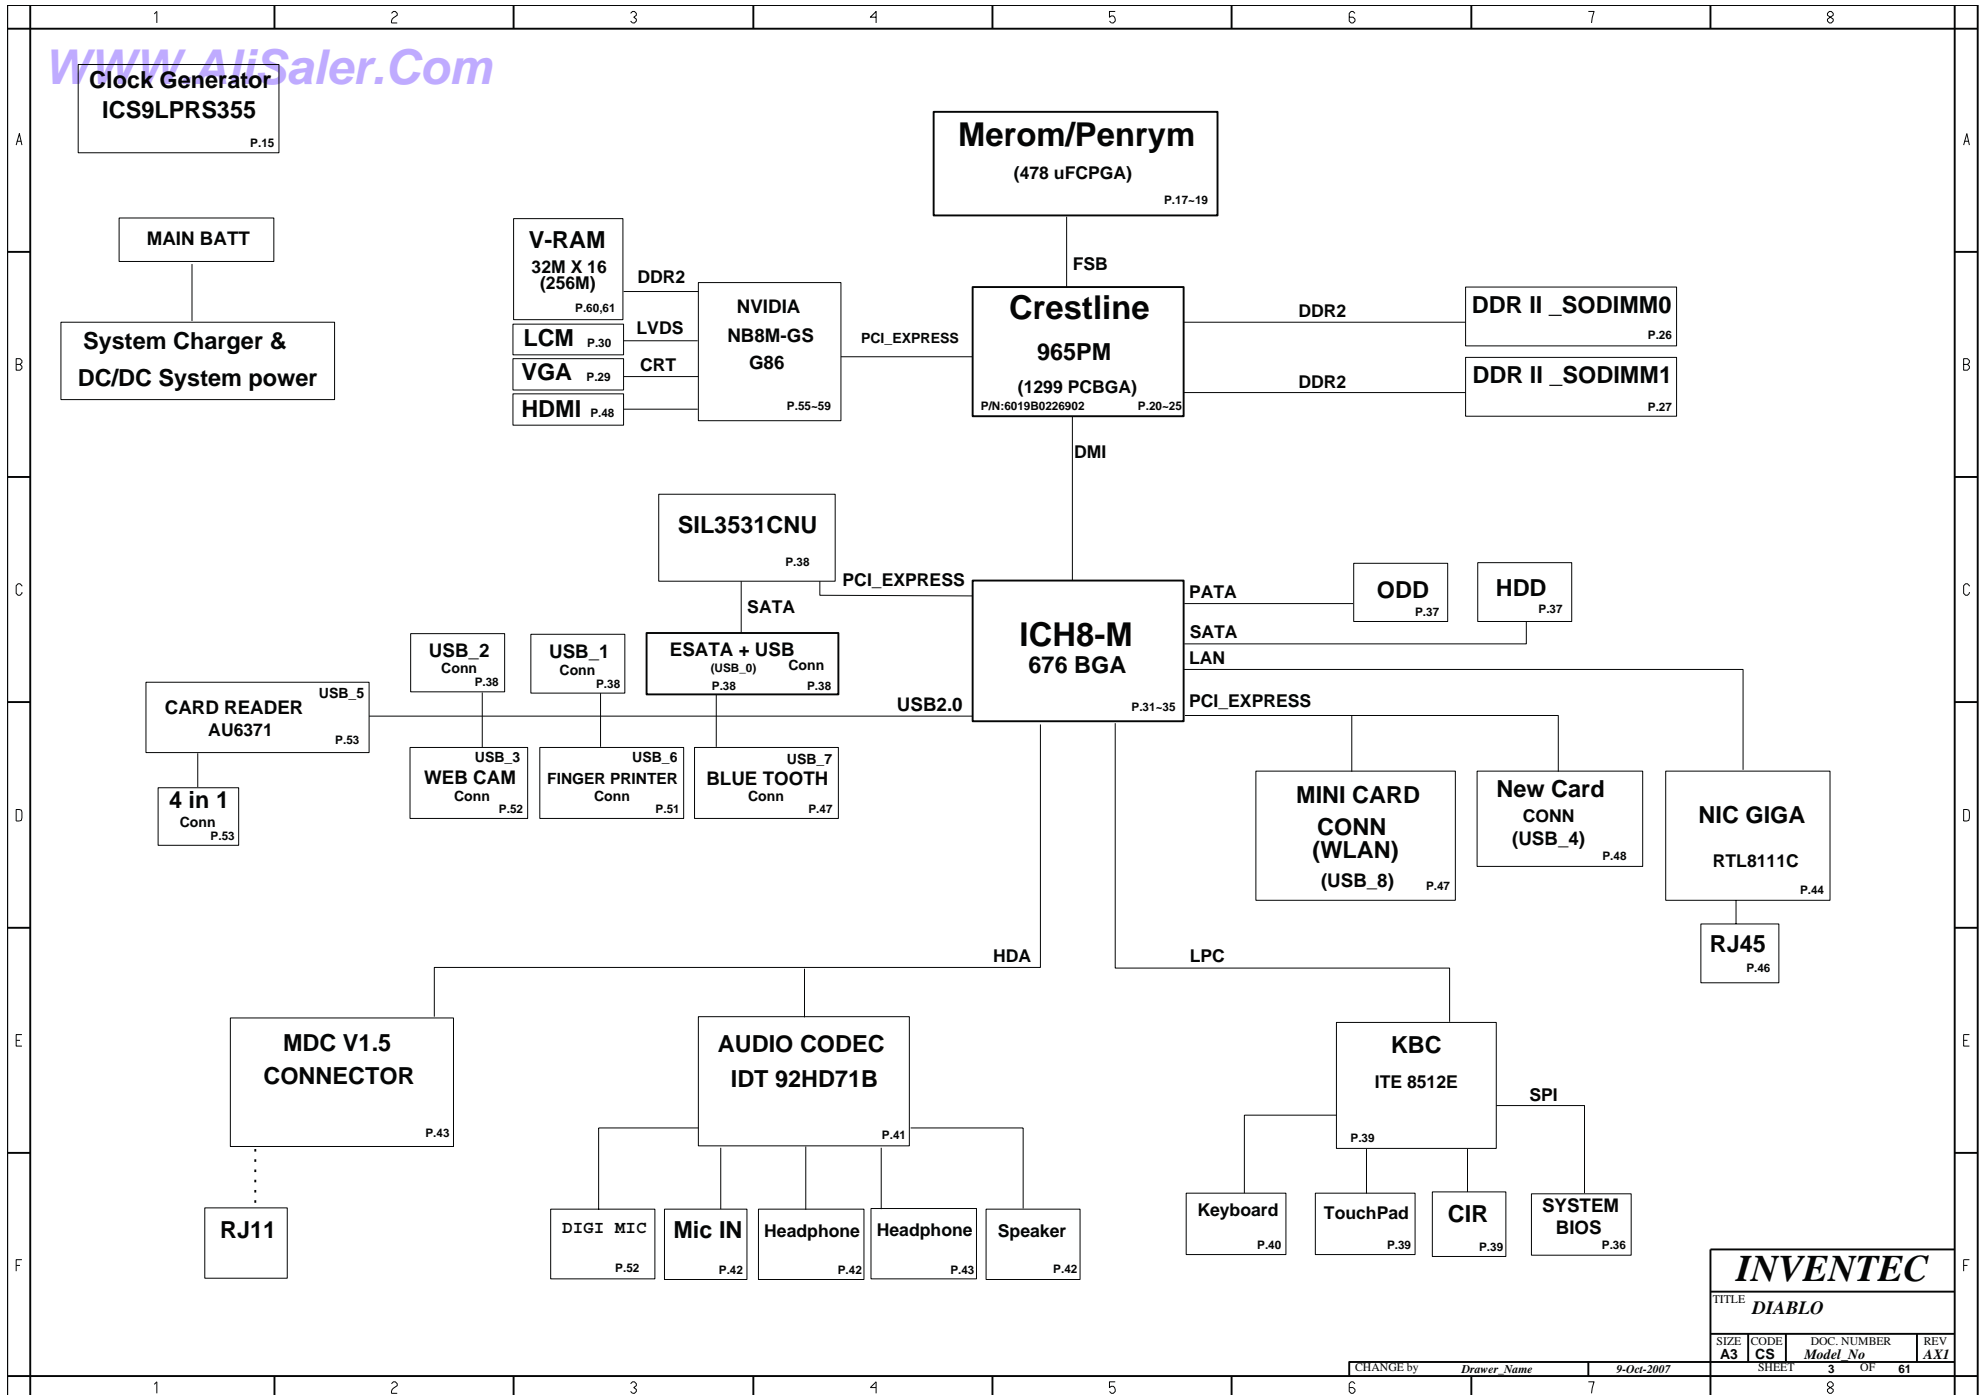 1 2 3 4 5 6 7 8
WWW.AliSaler.Com
Clock Generator
ICS9LPRS355
P.15
A
A
Merom/Penrym
(478 uFCPGA)
P.17~19
MAIN BATT
System Charger &
DC/DC System power
V-RAM
32M X 16
(256M)
P.60,61
DDR2
LCM P.30
LVDS
VGA P.29
CRT
HDMI P.48
NVIDIA
NB8M-GS
G86
P.55~59
PCI_EXPRESS
FSB
Crestline
965PM
(1299 PCBGA)
P/N:6019B0226902 P.20~25
DDR2
DDR II _SODIMM0
P.26
DDR2
DDR II _SODIMM1
P.27
B
B
DMI
SIL3531CNU
P.38
PCI_EXPRESS
SATA
C
C
ICH8-M
676 BGA
P.31~35
PATA
ODD
P.37
HDD
P.37
SATA
LAN
PCI_EXPRESS
USB_2
Conn
P.38
USB_1
Conn
P.38
ESATA + USB
(USB_0) Conn
P.38 P.38
USB2.0
USB_5
CARD READER
AU6371
P.53
4 in 1
Conn
P.53
USB_3
WEB CAM
Conn
P.52
USB_6
FINGER PRINTER
Conn
P.51
USB_7
BLUE TOOTH
Conn
P.47
MINI CARD
CONN
(WLAN)
(USB_8) P.47
New Card
CONN
(USB_4)
P.48
NIC GIGA
RTL8111C
P.44
D
D
RJ45
P.46
HDA
LPC
MDC V1.5
CONNECTOR
P.43
AUDIO CODEC
IDT 92HD71B
P.41
KBC
ITE 8512E
P.39
SPI
E
E
RJ11
DIGI MIC
P.52
Mic IN
P.42
Headphone
P.42
Headphone
P.43
Speaker
P.42
Keyboard
P.40
TouchPad
P.39
CIR
P.39
SYSTEM
BIOS
P.36
F
F
INVENTEC
TITLE DIABLO
SIZE CODE DOC. NUMBER REV
A3 CS Model_No AX1
CHANGE by Drawer_Name 9-Oct-2007 SHEET 3 OF 61
1 2 3 4 5 6 7 8